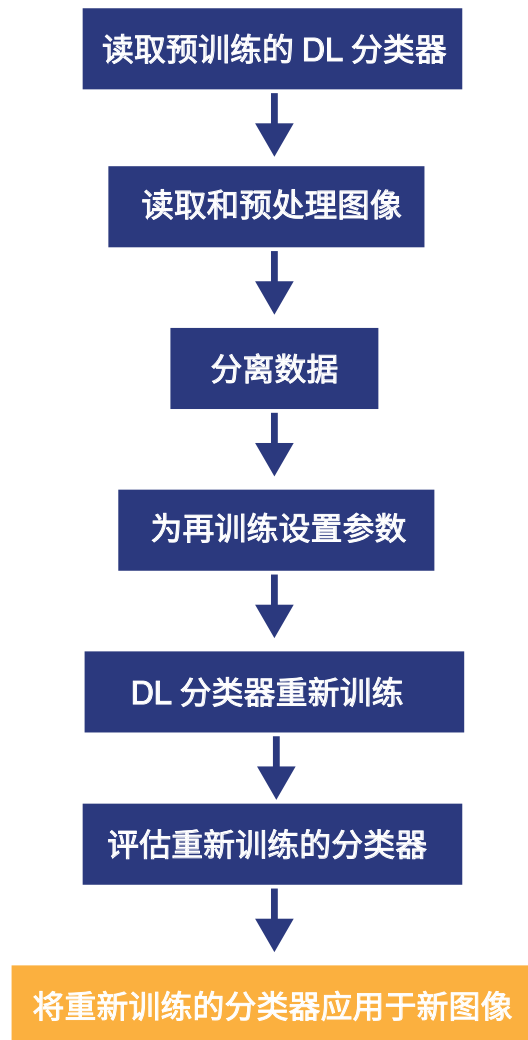 读取预训练的 DL 分类器
读取和预处理图像
分离数据
为再训练设置参数
DL 分类器重新训练
评估重新训练的分类器
将重新训练的分类器应用于新图像